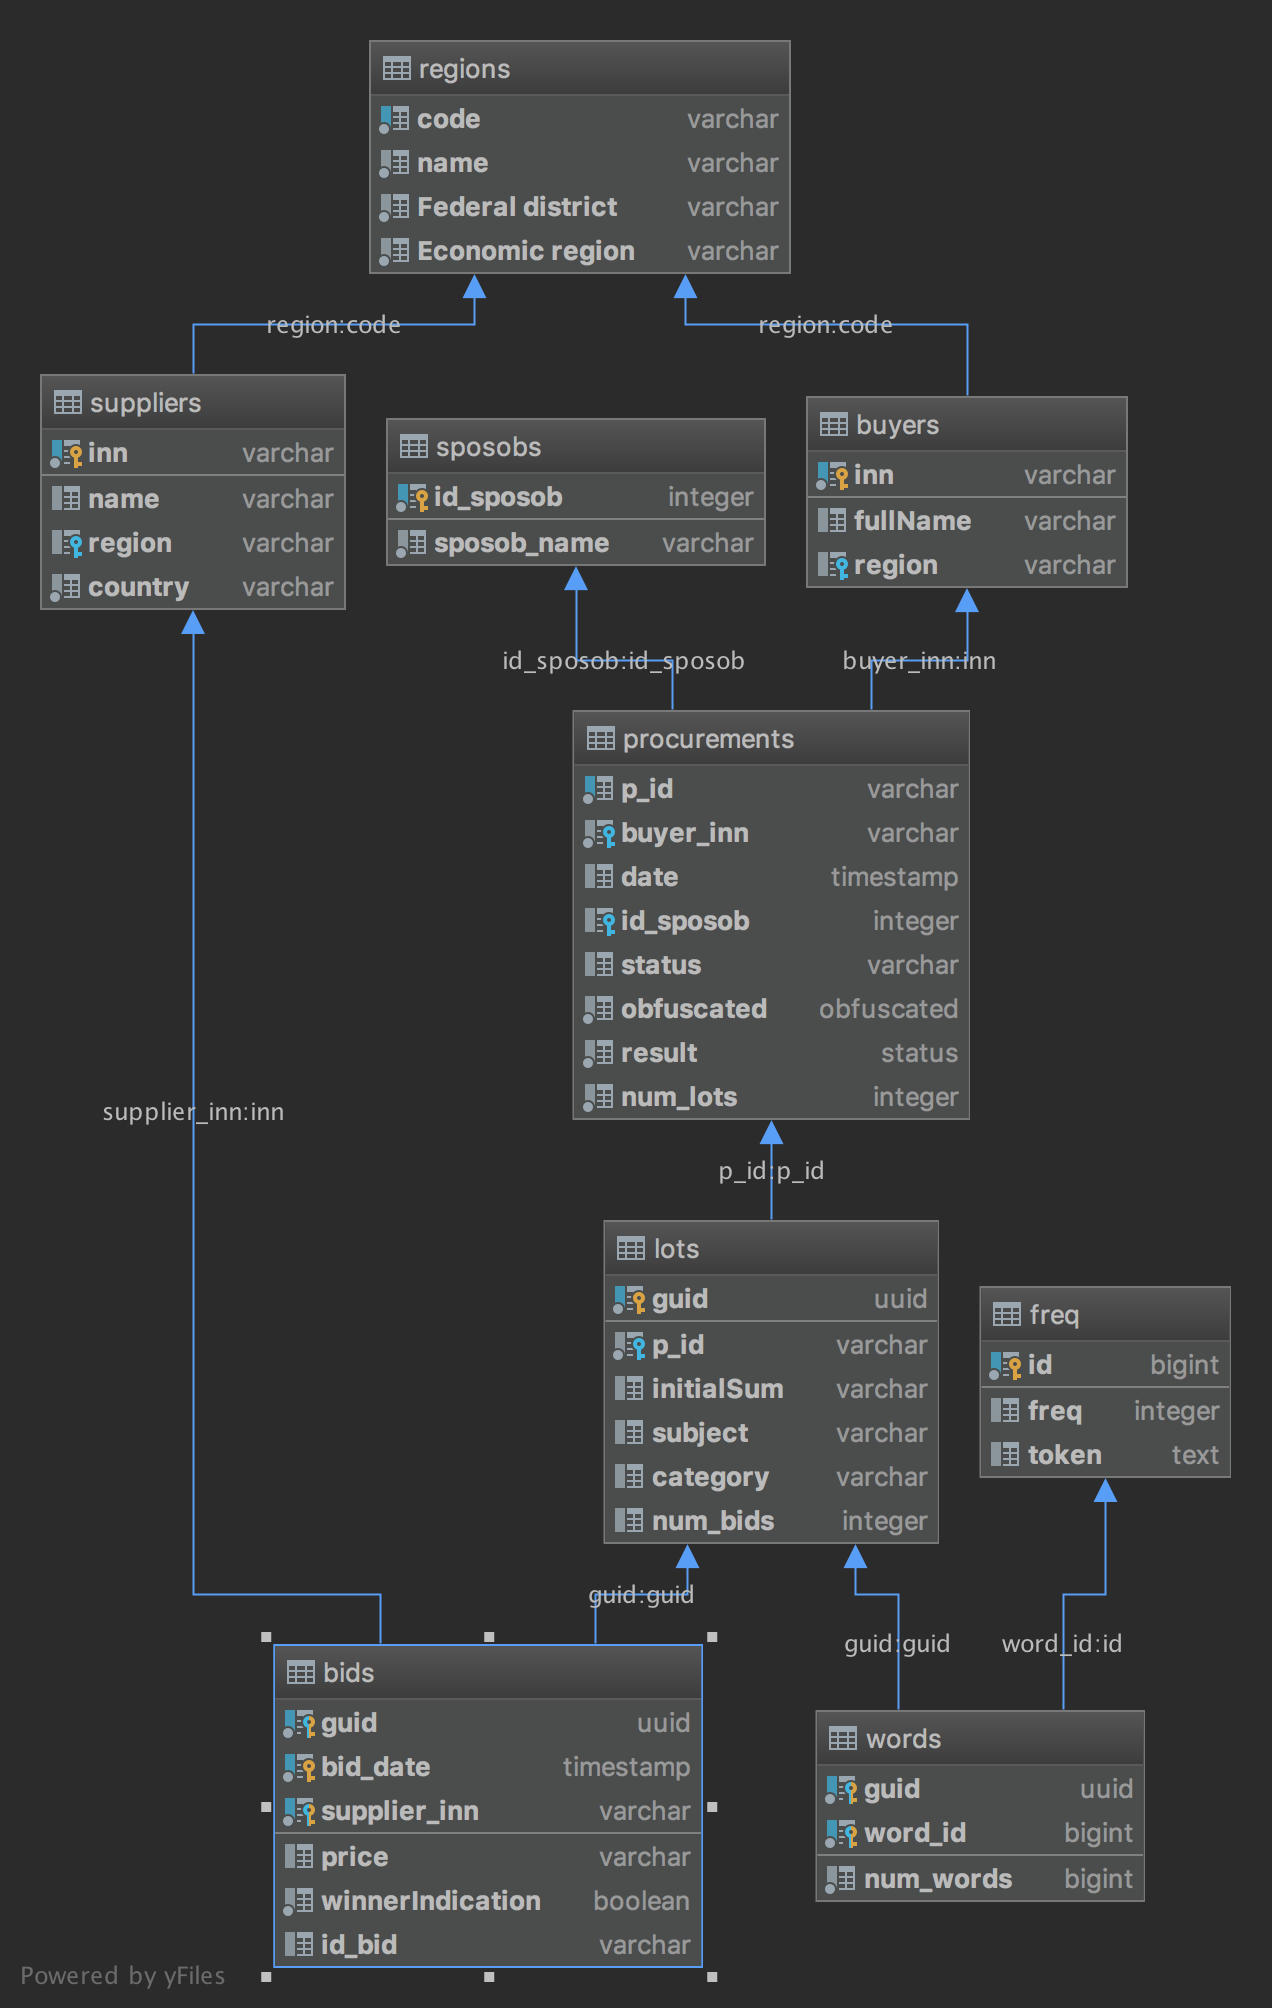 regions
code varchar
name varchar
Federal district varchar
Economic region varchar
region:code
region:code
suppliers
inn varchar
name varchar
region varchar
country varchar
sposobs
id_sposob integer
sposob_name varchar
buyers
inn varchar
fullName varchar
region varchar
id_sposob:id_sposob
buyer_inn:inn
procurements
p_id varchar
buyer_inn varchar
date timestamp
id_sposob integer
status varchar
obfuscated obfuscated
result status
num_lots integer
supplier_inn:inn
p_id:p_id
lots
guid uuid
p_id varchar
initialSum varchar
subject varchar
category varchar
num_bids integer
freq
id bigint
freq integer
token text
guid:guid
guid:guid
word_id:id
bids
guid uuid
bid_date timestamp
supplier_inn varchar
price varchar
winnerIndication boolean
id_bid varchar
words
guid uuid
word_id bigint
num_words bigint
Powered by yFiles